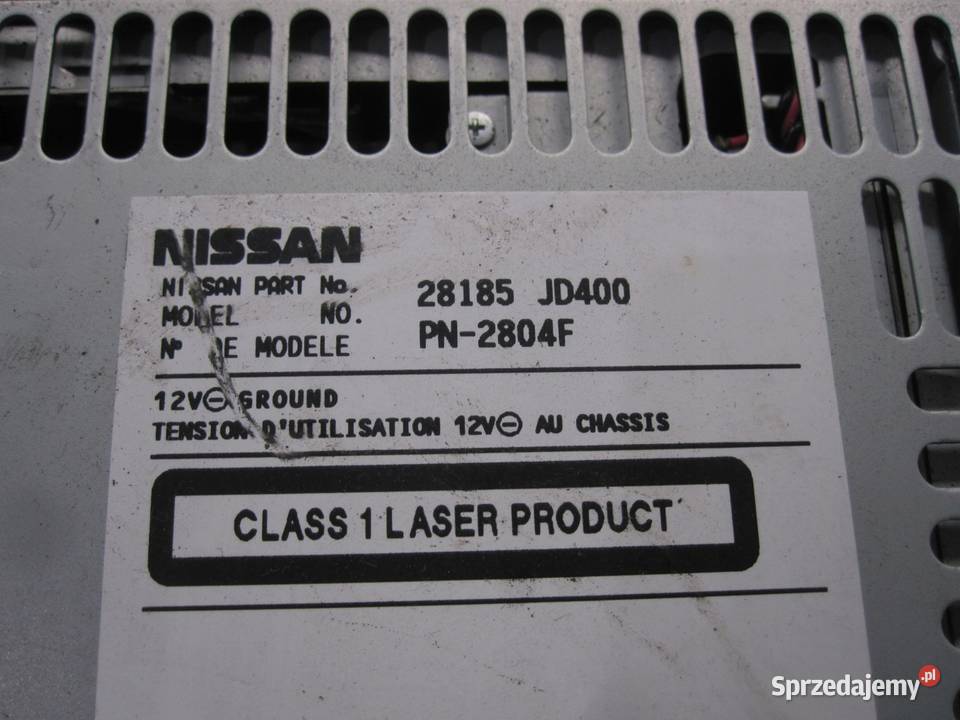 NISSAN
NISSAN PART No. 28185 JD400
MODEL NO. PN-2804F
Nº DE MODELE
12V⊖ GROUND
TENSION D'UTILISATION 12V⊖ AU CHASSIS
CLASS 1 LASER PRODUCT
Sprzedajemy.pl